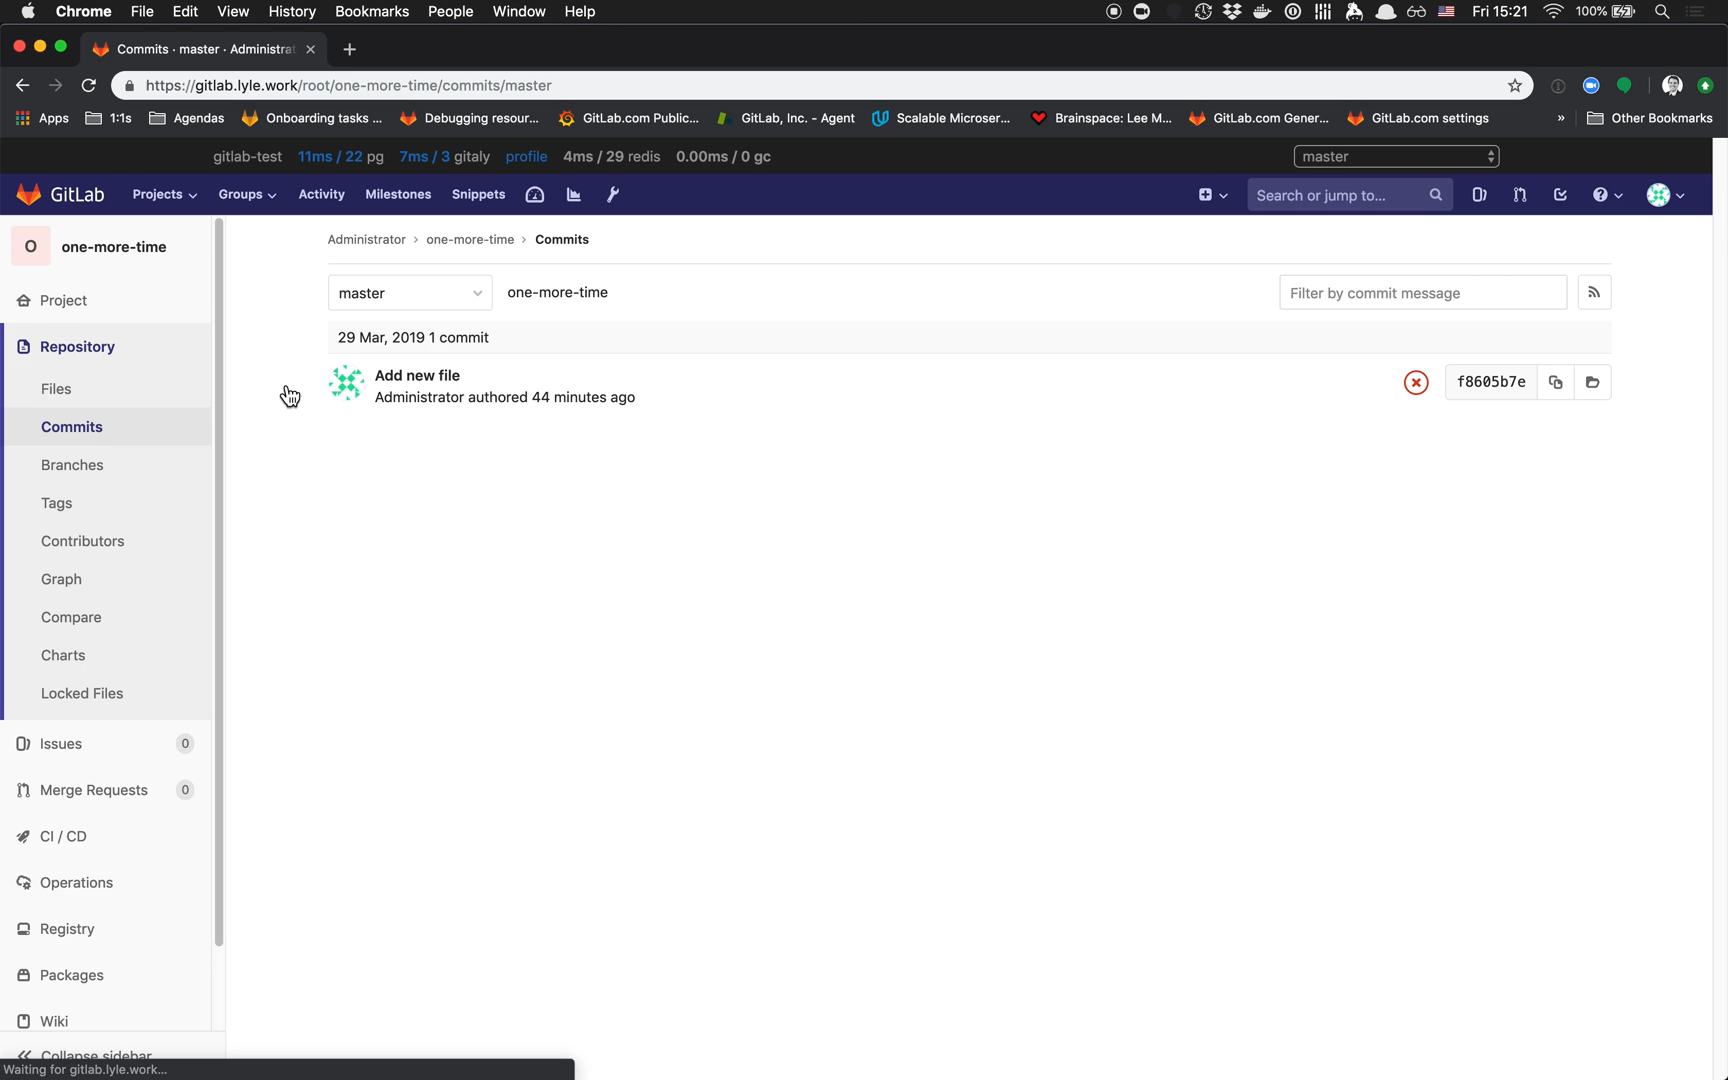 Chrome File Edit View History Bookmarks People Window Help Fri 15:21 100%
Commits · master · Administrat
https://gitlab.lyle.work/root/one-more-time/commits/master
Apps 1:1s Agendas Onboarding tasks ... Debugging resour... GitLab.com Public... GitLab, Inc. - Agent Scalable Microser... Brainspace: Lee M... GitLab.com Gener... GitLab.com settings » Other Bookmarks
gitlab-test 11ms / 22 pg 7ms / 3 gitaly profile 4ms / 29 redis 0.00ms / 0 gc master
GitLab Projects Groups Activity Milestones Snippets Search or jump to...
O one-more-time
Administrator › one-more-time › Commits
Project
master one-more-time Filter by commit message
Repository
29 Mar, 2019 1 commit
Files
Add new file
Administrator authored 44 minutes ago
f8605b7e
Commits
Branches
Tags
Contributors
Graph
Compare
Charts
Locked Files
Issues 0
Merge Requests 0
CI / CD
Operations
Registry
Packages
Wiki
Collapse sidebar
Waiting for gitlab.lyle.work...